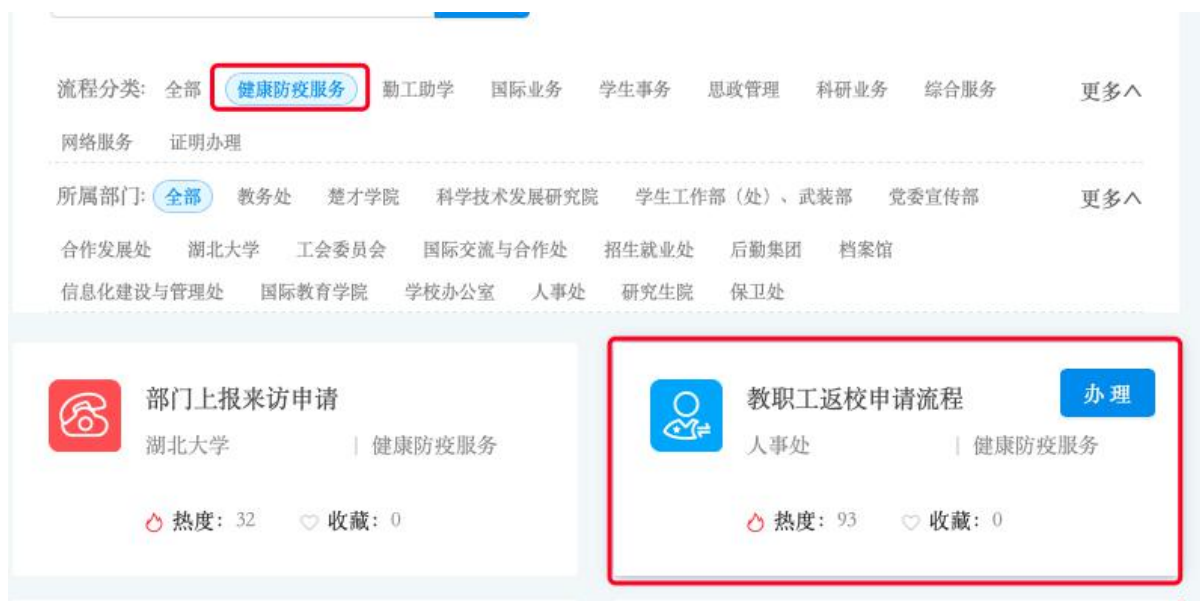 流程分类: 全部 健康防疫服务 勤工助学 国际业务 学生事务 思政管理 科研业务 综合服务 更多
网络服务 证明办理
所属部门: 全部 教务处 楚才学院 科学技术发展研究院 学生工作部（处）、武装部 党委宣传部 更多
合作发展处 湖北大学 工会委员会 国际交流与合作处 招生就业处 后勤集团 档案馆
信息化建设与管理处 国际教育学院 学校办公室 人事处 研究生院 保卫处
部门上报来访申请
湖北大学 | 健康防疫服务
热度: 32 收藏: 0
教职工返校申请流程 办理
人事处 | 健康防疫服务
热度: 93 收藏: 0